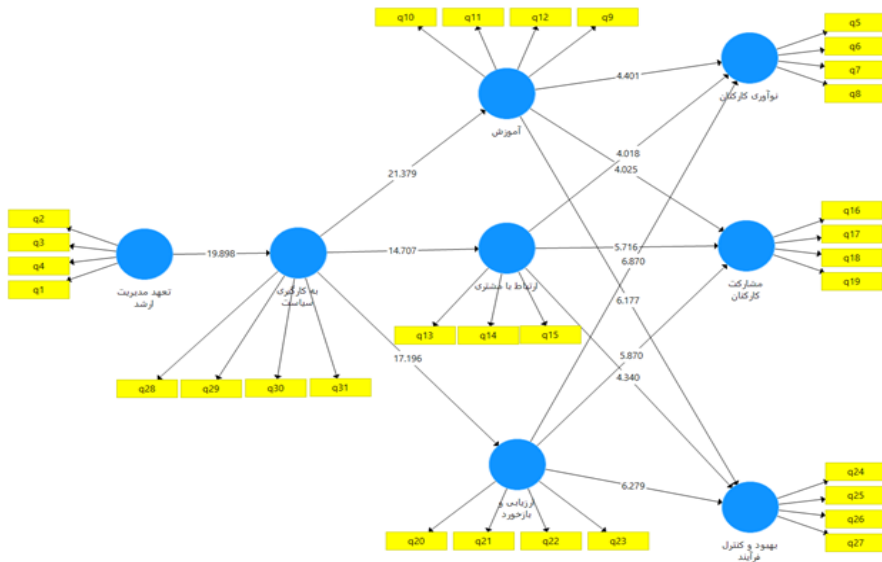 q10
q11
q12
q9
آموزش
q5
q6
q7
q8
نوآوری کارکنان
4.401
4.018
4.025
21.379
q2
q3
q4
q1
تعهد مدیریت
ارشد
19.898
به کارگیری
سیاست
14.707
ارتباط با مشتری
q13
q14
q15
5.716
6.870
6.177
q16
q17
q18
q19
مشارکت
کارکنان
17.196
q28
q29
q30
q31
5.870
4.340
ارزیابی و
بازخورد
q20
q21
q22
q23
6.279
q24
q25
q26
q27
بهبود و کنترل
فرآیند